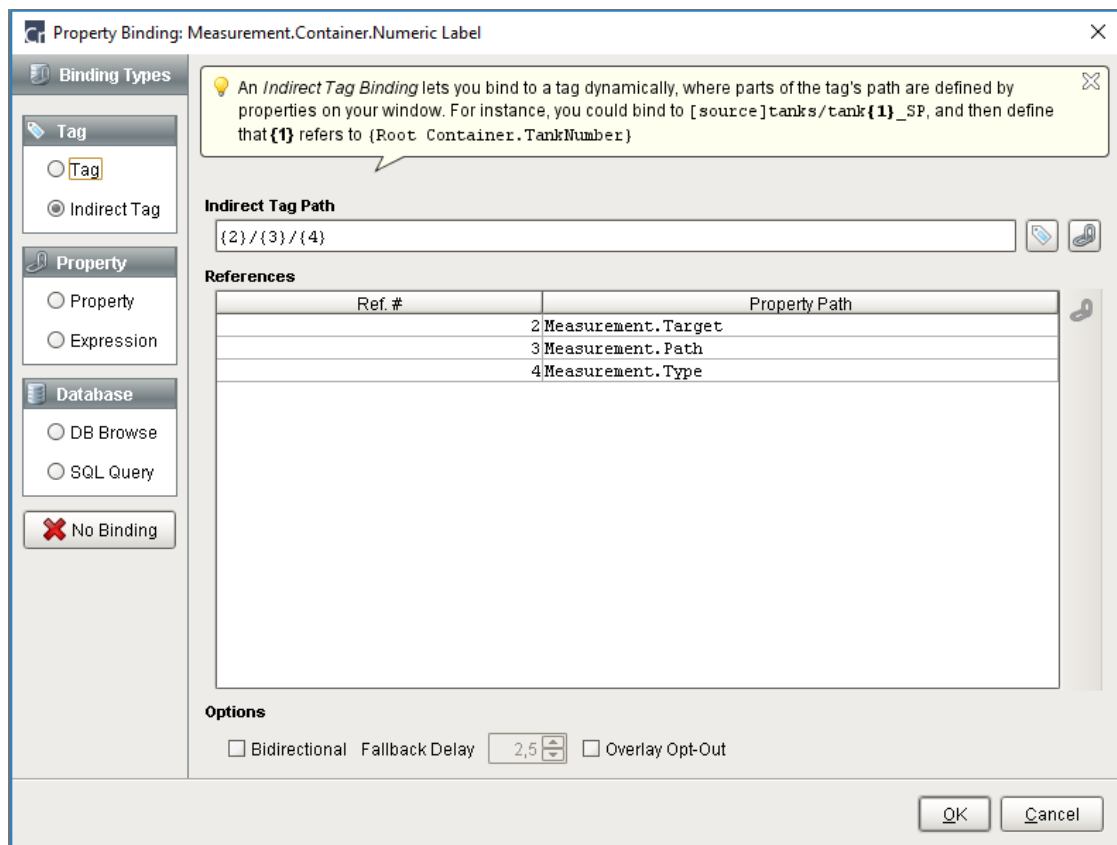 Property Binding: Measurement.Container.Numeric Label
Binding Types
Tag
Tag
Indirect Tag
Property
Property
Expression
Database
DB Browse
SQL Query
No Binding
An Indirect Tag Binding lets you bind to a tag dynamically, where parts of the tag's path are defined by
properties on your window. For instance, you could bind to [source]tanks/tank{1}_SP, and then define
that {1} refers to {Root Container.TankNumber}
Indirect Tag Path
{2}/{3}/{4}
References
Ref. # Property Path
2 Measurement.Target
3 Measurement.Path
4 Measurement.Type
Options
Bidirectional Fallback Delay 2,5 Overlay Opt-Out
OK Cancel